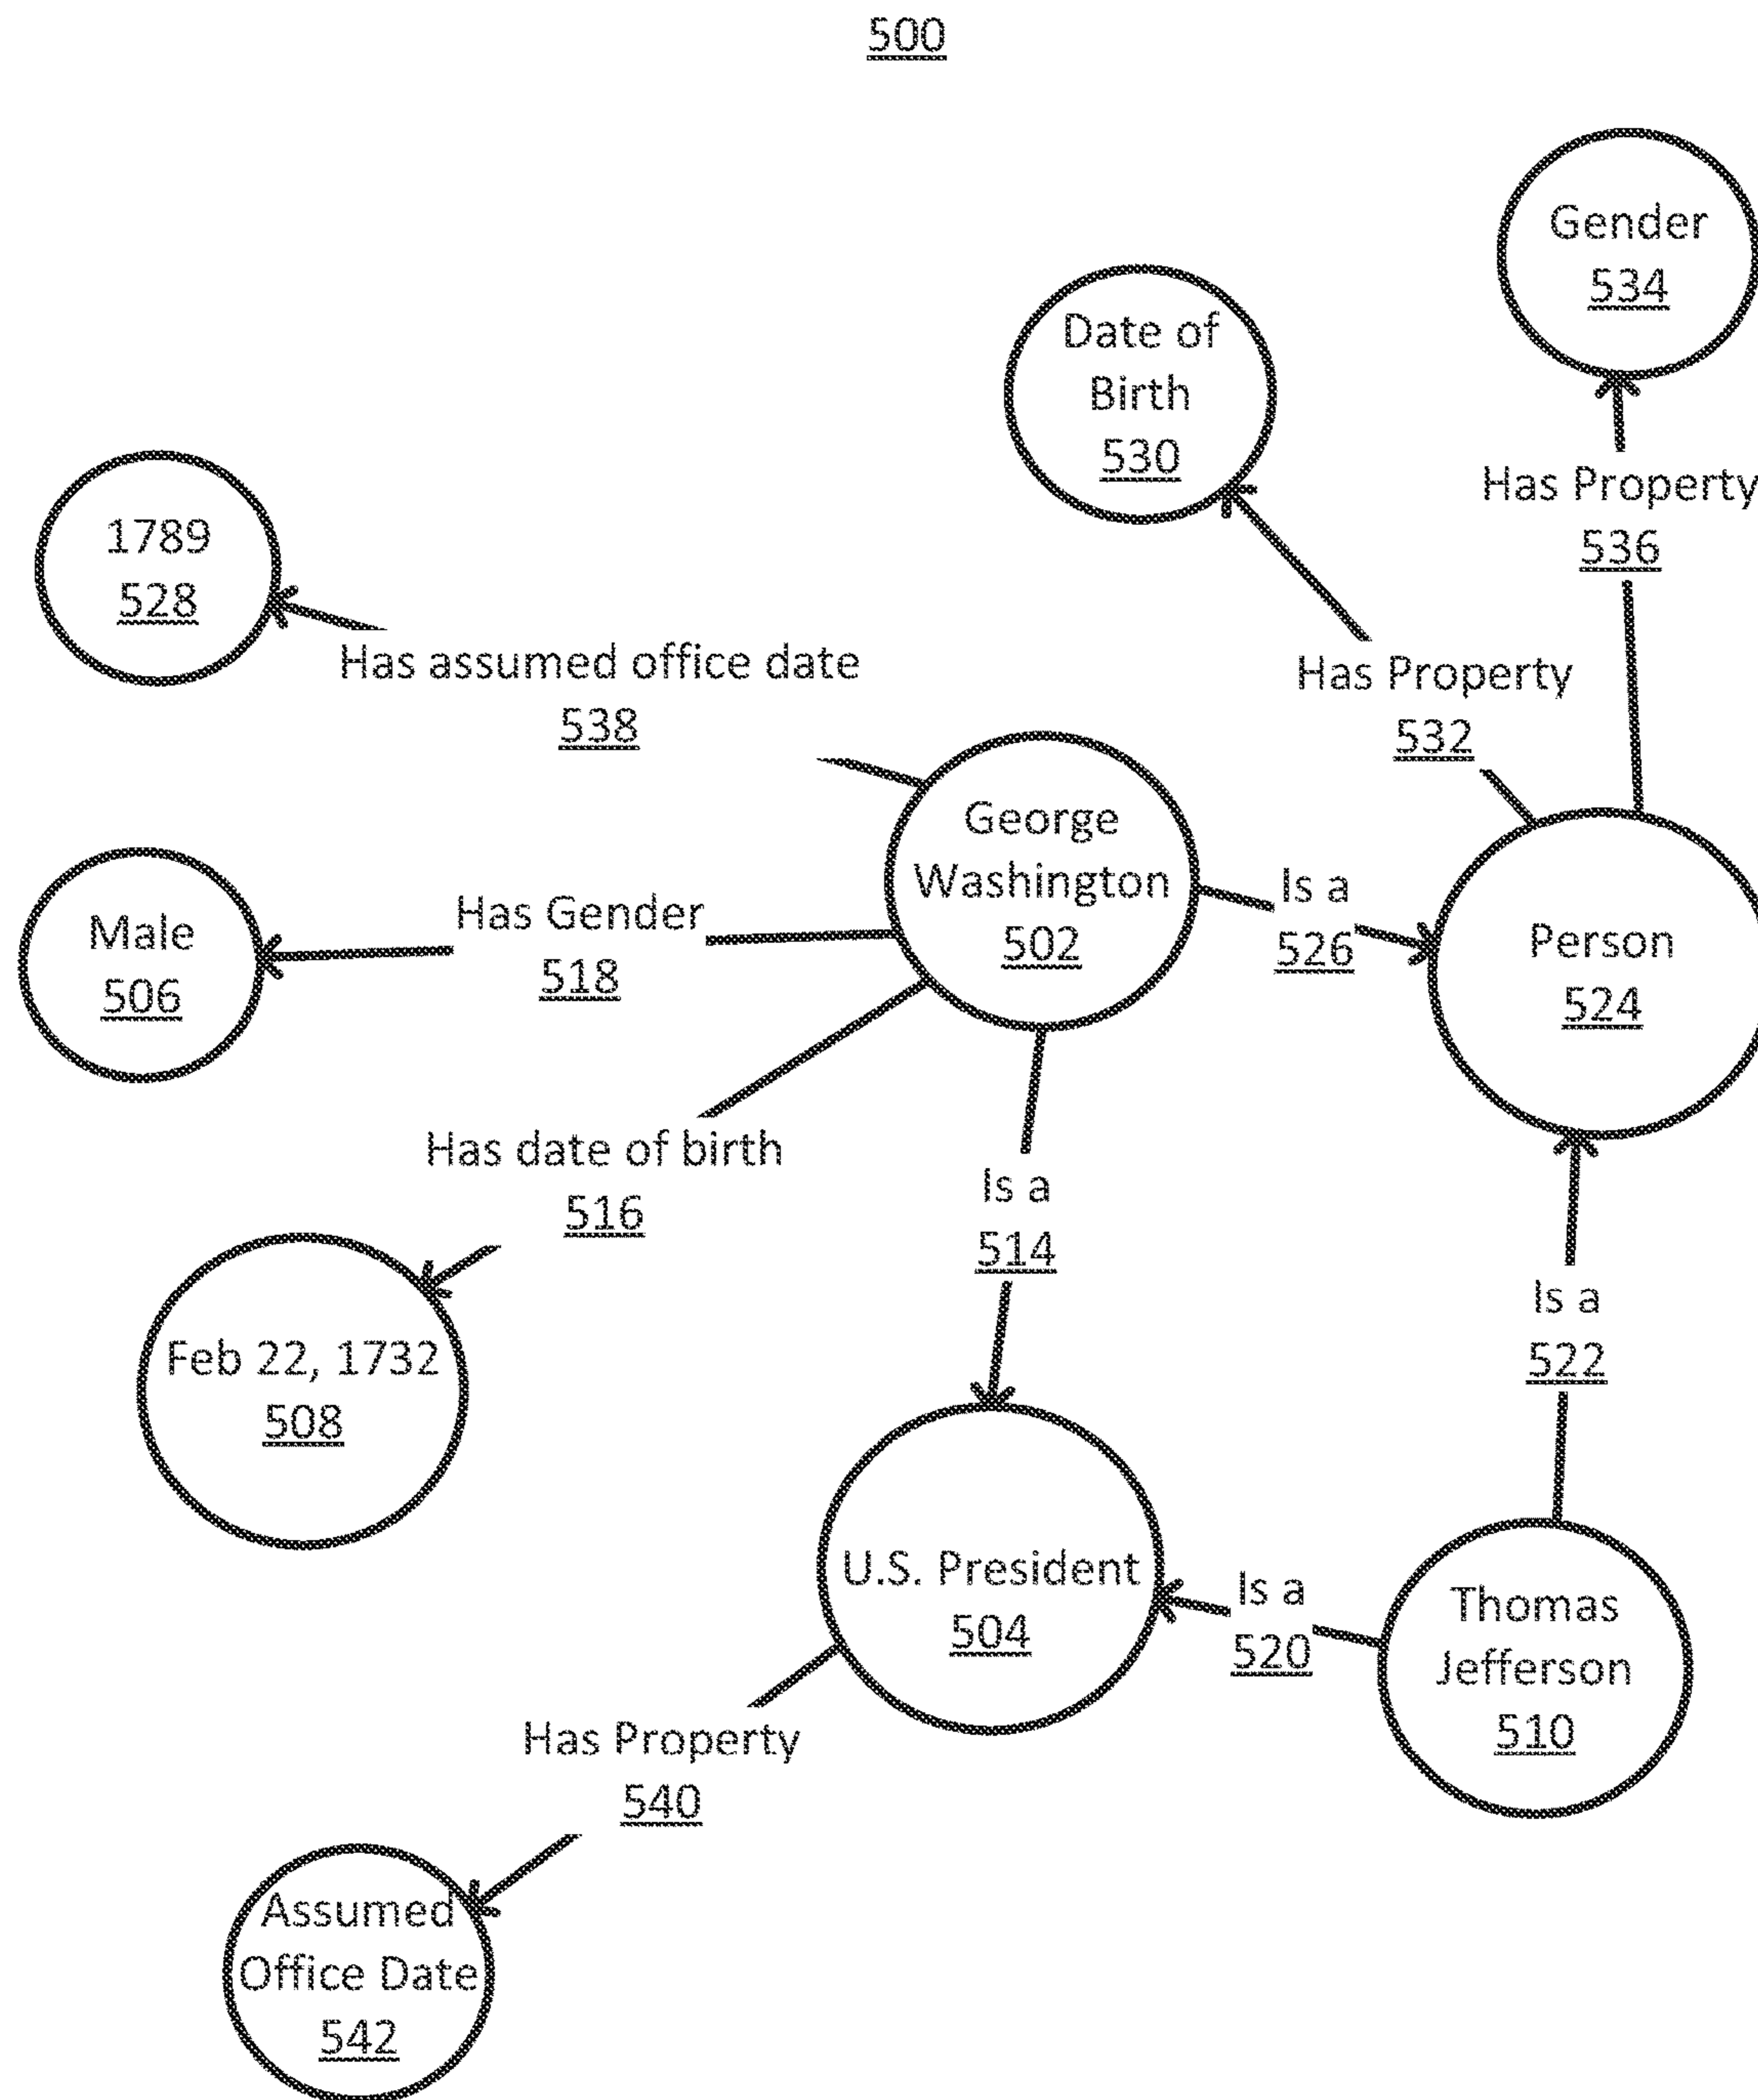 500
Gender
534
Date of
Birth
530
Has Property
536
1789
528
Has assumed office date
538
Has Property
532
George
Washington
502
Is a
526
Person
524
Male
506
Has Gender
518
Has date of birth
516
Is a
514
Is a
522
Feb 22, 1732
508
U.S. President
504
Is a
520
Thomas
Jefferson
510
Has Property
540
Assumed
Office Date
542